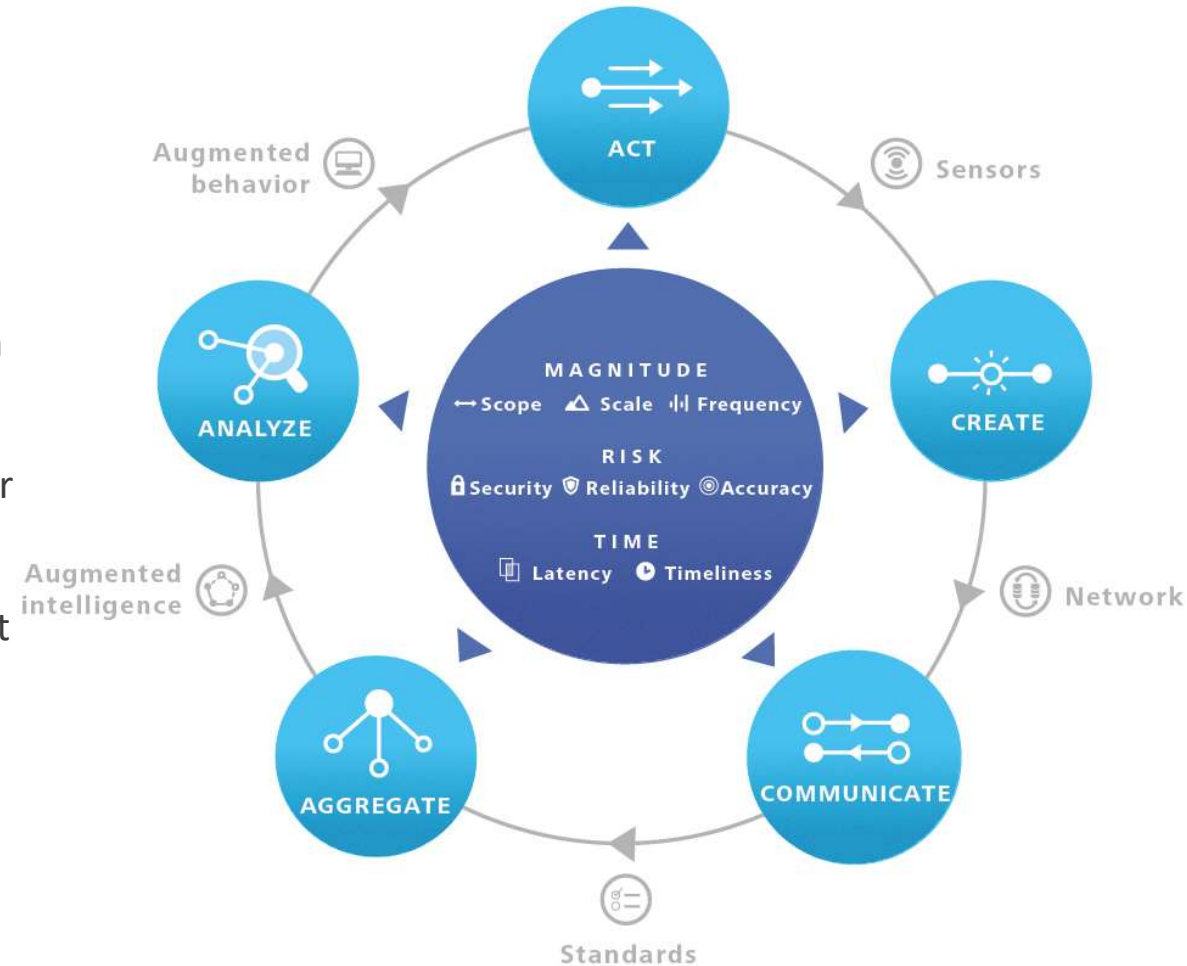 ACT
Augmented
behavior
Sensors
ANALYZE
CREATE
MAGNITUDE
Scope Scale Frequency
RISK
Security Reliability Accuracy
TIME
Latency Timeliness
Augmented
intelligence
Network
AGGREGATE
COMMUNICATE
Standards